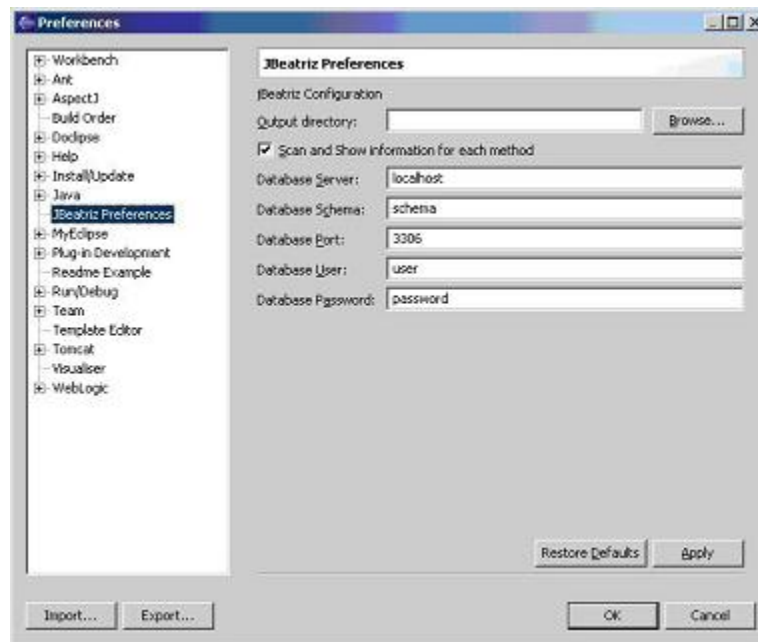 Preferences
Workbench
Ant
AspectJ
Build Order
Doclipse
Help
Install/Update
Java
JBeatriz Preferences
MyEclipse
Plug-in Development
Readme Example
Run/Debug
Team
Template Editor
Tomcat
Visualiser
WebLogic
JBeatriz Preferences
jBeatriz Configuration
Output directory:
Browse...
Scan and Show information for each method
Database Server: localhost
Database Schema: schema
Database Port: 3306
Database User: user
Database Password: password
Restore Defaults Apply
Import... Export... OK Cancel